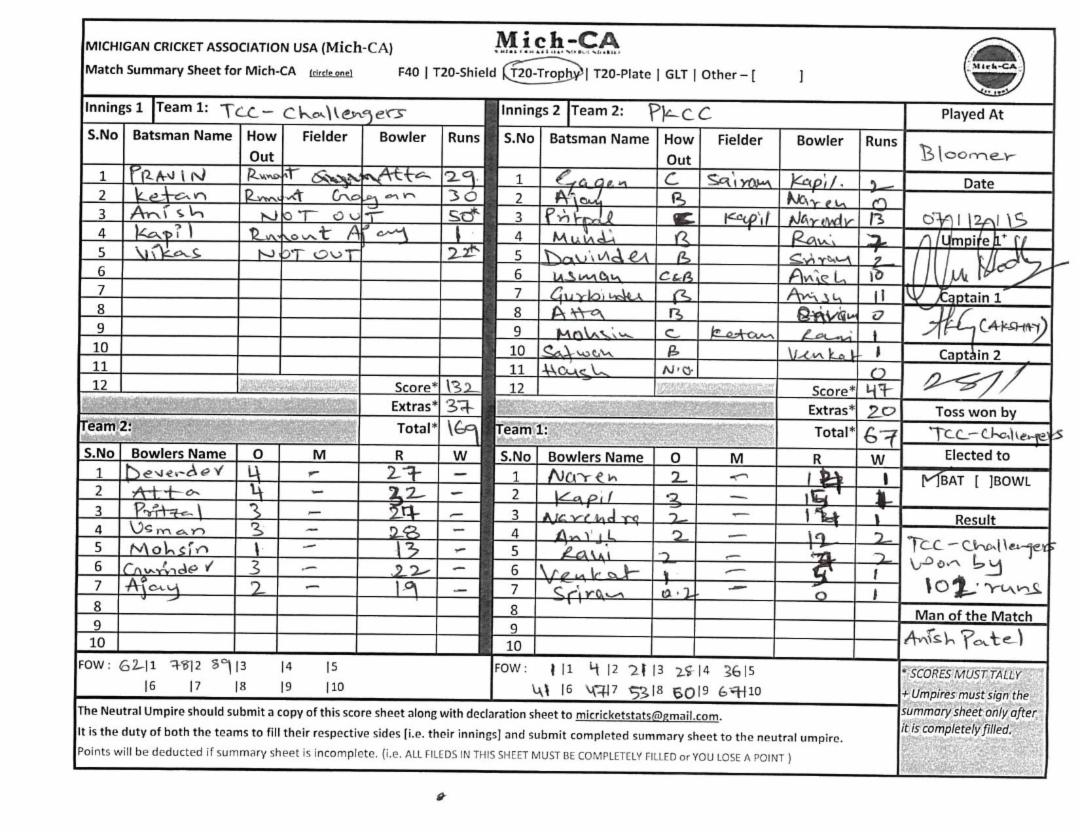 MICHIGAN CRICKET ASSOCIATION USA (Mich-CA)
Mich-CA
Match Summary Sheet for Mich-CA (circle one) F40 | T20-Shield | T20-Trophy | T20-Plate | GLT | Other – [ ]
Mich-CA
Innings 1 Team 1: TCC - Challengers
S.No Batsman Name How Out Fielder Bowler Runs
1 PRAVIN Runout Atta 29
2 Ketan Runout Gagan 30
3 Anish NOT OUT 50*
4 Kapil Runout Ajay 1
5 Vikas NOT OUT 22*
6
7
8
9
10
11
12 Score* 132
Extras* 37
Team 2: Total* 169
S.No Bowlers Name O M R W
1 Deverder 4 – 27 –
2 Atta 4 – 32 –
3 Pritpal 3 – 27 –
4 Usman 3 – 28 –
5 Mohsin 1 – 13 –
6 Gurinder 3 – 22 –
7 Ajay 2 – 19 –
8
9
10
FOW : 62|1 78|2 89|3 |4 |5
|6 |7 |8 |9 |10
Innings 2 Team 2: PKCC
S.No Batsman Name How Out Fielder Bowler Runs
1 Gagen C Sairam Kapil. 2
2 Ajay B Naren 0
3 Pritpal Kapil Narendr 13
4 Mundi B Ravi 7
5 Davinder B Sriram 2
6 Usman C&B Anish 10
7 Gurbinder B Anish 11
8 Atta B 0
9 Mohsin C Ketan Ravi 1
10 Satwen B Venkat 1
11 Harsh N.O 0
12 Score* 47
Extras* 20
Team 1: Total* 67
S.No Bowlers Name O M R W
1 Naren 2 – 1
2 Kapil 3 – 15 1
3 Narendra 2 – 1
4 Anish 2 – 12 2
5 Ravi 2 – 7 2
6 Venkat 1 – 5 1
7 Sriram 0.2 – 0 1
8
9
10
FOW : 1|1 4|2 21|3 28|4 36|5
41|6 47|7 53|8 60|9 67|10
Played At
Bloomer
Date
07/12/15
Umpire 1+
Captain 1
(AKSHAY)
Captain 2
Toss won by
TCC-Challengers
Elected to
[ ]BAT [ ]BOWL
Result
TCC-Challengers
won by
102 runs
Man of the Match
Anish Patel
* SCORES MUST TALLY
+ Umpires must sign the
summary sheet only after
it is completely filled.
The Neutral Umpire should submit a copy of this score sheet along with declaration sheet to micricketstats@gmail.com.
It is the duty of both the teams to fill their respective sides [i.e. their innings] and submit completed summary sheet to the neutral umpire.
Points will be deducted if summary sheet is incomplete. (i.e. ALL FILEDS IN THIS SHEET MUST BE COMPLETELY FILLED or YOU LOSE A POINT )